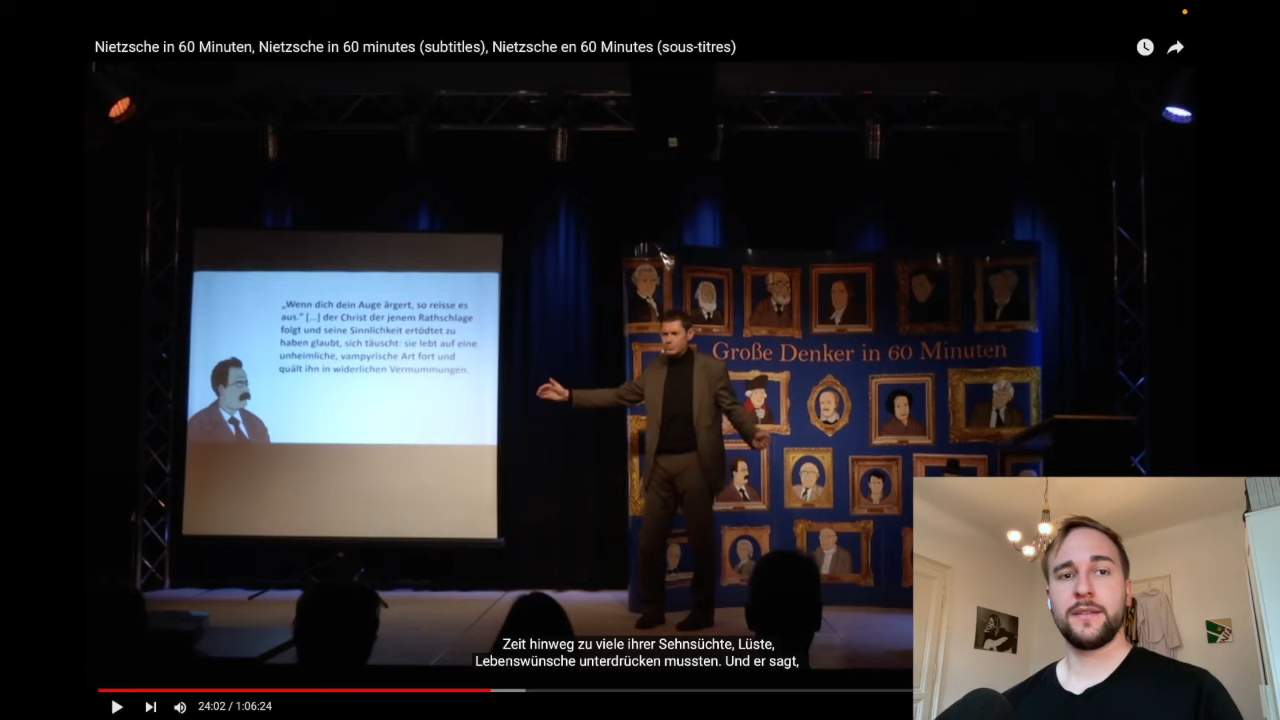 Nietzsche in 60 Minuten, Nietzsche in 60 minutes (subtitles), Nietzsche en 60 Minutes (sous-titres)
„Wenn dich dein Auge ärgert, so reisse es
aus.“ [...] der Christ der jenem Rathschlage
folgt und seine Sinnlichkeit ertödtet zu
haben glaubt, sich täuscht: sie lebt auf eine
unheimliche, vampyrische Art fort und
quält ihn in widerlichen Vermummungen.
Große Denker in 60 Minuten
Zeit hinweg zu viele ihrer Sehnsüchte, Lüste,
Lebenswünsche unterdrücken mussten. Und er sagt,
24:02 / 1:06:24